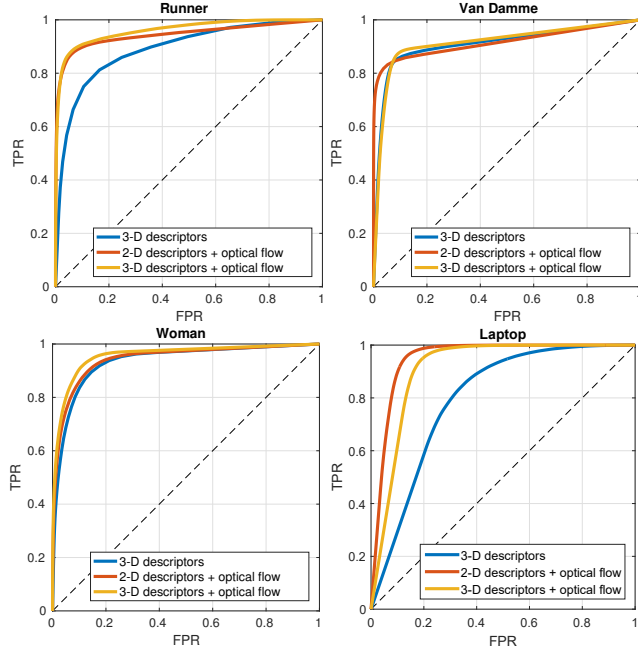 Runner
1
0.8
0.6
0.4
0.2
0
TPR
3-D descriptors
2-D descriptors + optical flow
3-D descriptors + optical flow
0 0.2 0.4 0.6 0.8 1
FPR
Van Damme
1
0.8
0.6
0.4
0.2
0
TPR
3-D descriptors
2-D descriptors + optical flow
3-D descriptors + optical flow
0 0.2 0.4 0.6 0.8 1
FPR
Woman
1
0.8
0.6
0.4
0.2
0
TPR
3-D descriptors
2-D descriptors + optical flow
3-D descriptors + optical flow
0 0.2 0.4 0.6 0.8 1
FPR
Laptop
1
0.8
0.6
0.4
0.2
0
TPR
3-D descriptors
2-D descriptors + optical flow
3-D descriptors + optical flow
0 0.2 0.4 0.6 0.8 1
FPR